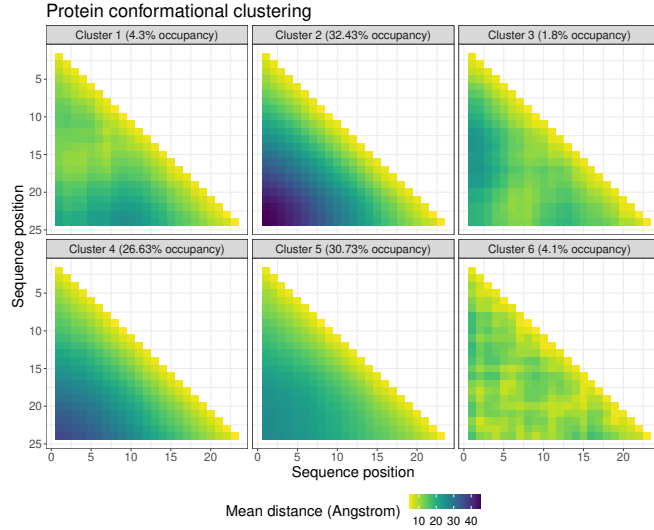 Protein conformational clustering
Cluster 1 (4.3% occupancy)
Cluster 2 (32.43% occupancy)
Cluster 3 (1.8% occupancy)
5
10
15
20
25
Cluster 4 (26.63% occupancy)
Cluster 5 (30.73% occupancy)
Cluster 6 (4.1% occupancy)
5
10
15
20
25
0 5 10 15 20
0 5 10 15 20
0 5 10 15 20
Sequence position
Sequence position
Mean distance (Angstrom)
10 20 30 40